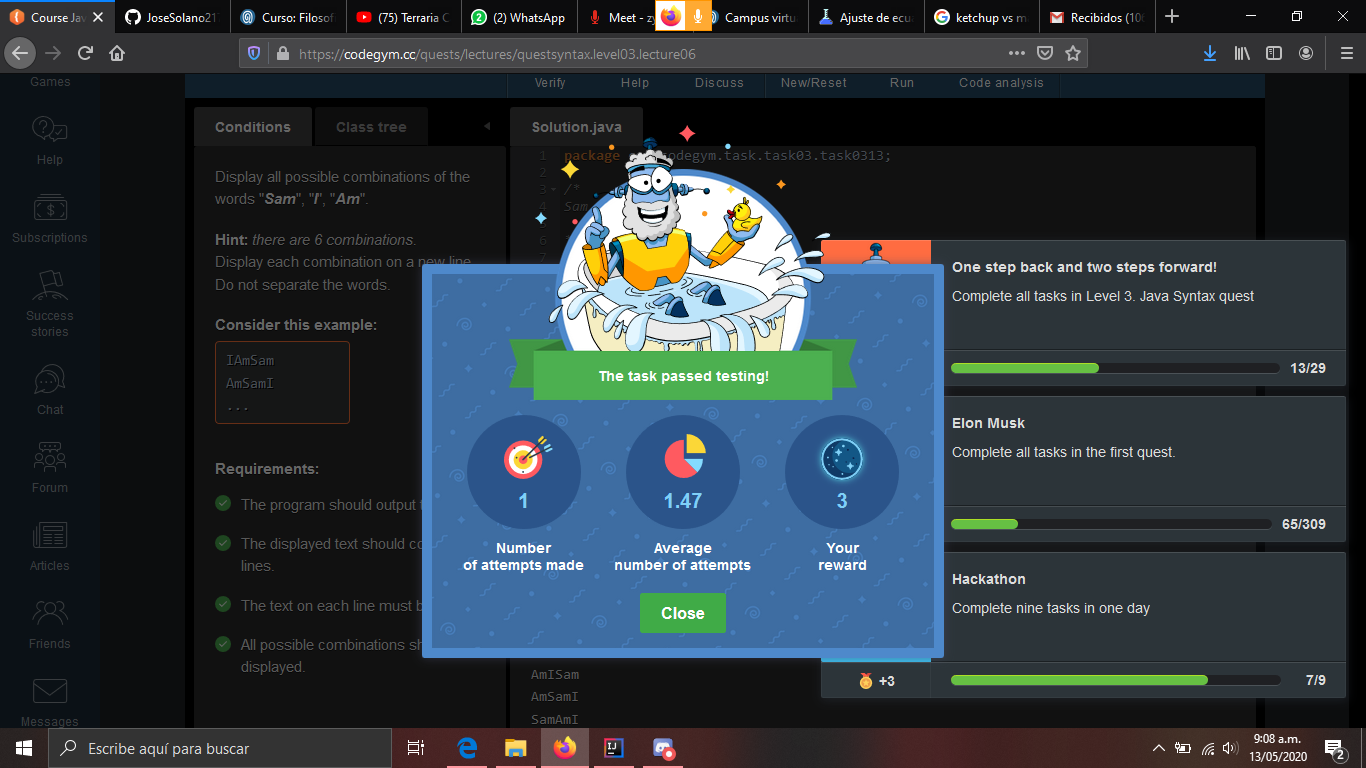 Course Jav
JoseSolano217
Curso: Filosof
(75) Terraria C
(2) WhatsApp
Meet - zy
Campus virtu
Ajuste de ecu
ketchup vs m
Recibidos (10
https://codegym.cc/quests/lectures/questsyntax.level03.lecture06
Games
Help
Subscriptions
Success
stories
Chat
Forum
Articles
Friends
Messages
Verify
Help
Discuss
New/Reset
Run
Code analysis
Conditions
Class tree
Solution.java
Display all possible combinations of the
words "Sam", "I", "Am".
Hint: there are 6 combinations.
Display each combination on a new line.
Do not separate the words.
Consider this example:
IAmSam
AmSamI
...
Requirements:
The program should output t
The displayed text should co
lines.
The text on each line must b
All possible combinations sh
displayed.
1 package codegym.task.task03.task0313;
2
3 /*
4 Sam
5
6
7
The task passed testing!
1
Number
of attempts made
1.47
Average
number of attempts
3
Your
reward
Close
AmISam
AmSamI
SamAmI
One step back and two steps forward!
Complete all tasks in Level 3. Java Syntax quest
13/29
Elon Musk
Complete all tasks in the first quest.
65/309
Hackathon
Complete nine tasks in one day
+3
7/9
Escribe aquí para buscar
9:08 a.m.
13/05/2020
2